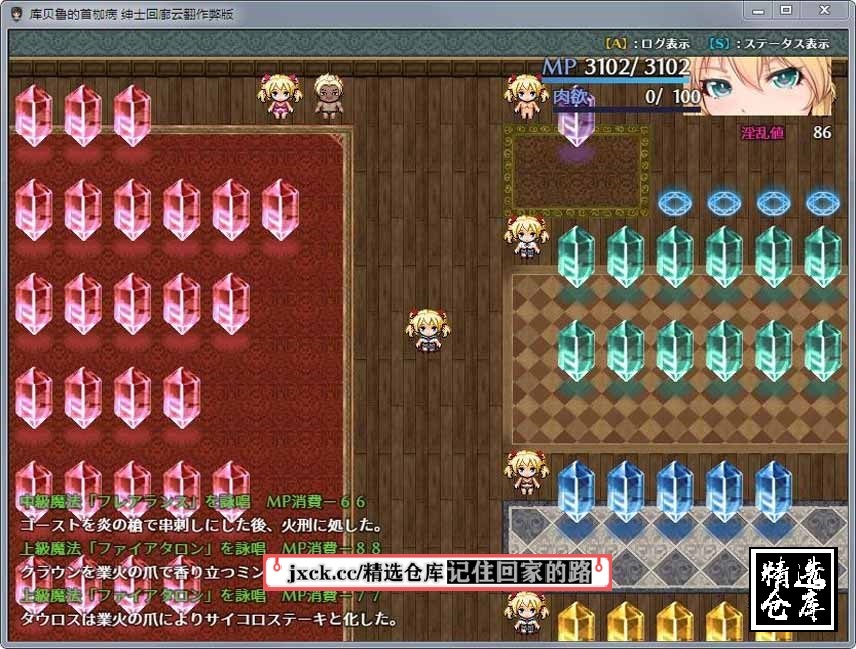 库贝鲁的首枷病 绅士回廊云翻作弊版
【A】:ログ表示 【S】:ステータス表示
MP 3102/ 3102
肉欲 0/ 100
淫乱値 86
中級魔法「フレアランス」を詠唱 MP消費－６６
ゴーストを炎の槍で串刺しにした後、火刑に処した。
上級魔法「ファイアタロン」を詠唱 MP消費－８８
クラウンを業火の爪で香り立つミン
jxck.cc/精选仓库记住回家的路
上級魔法「ファイアタロン」を詠唱 MP消費－７７
タウロスは業火の爪によりサイコロステーキと化した。
精选
仓库